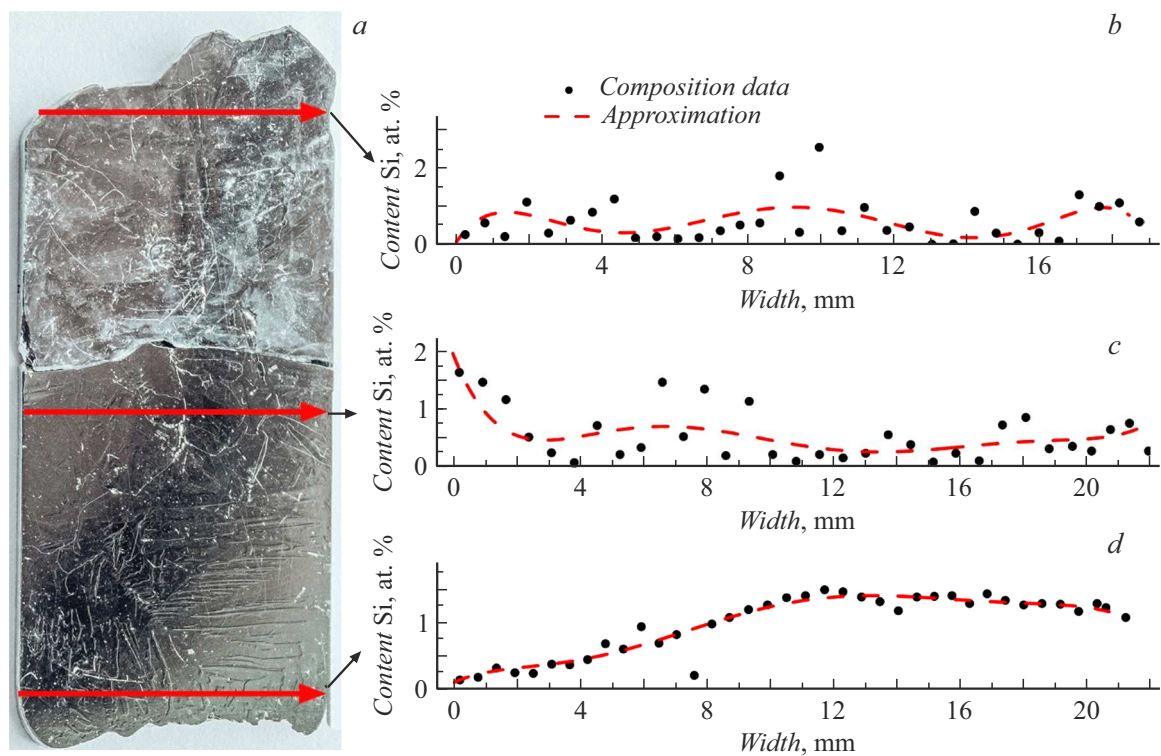 a
b
Composition data
Approximation
Content Si, at. %
2
1
0
0 4 8 12 16
Width, mm
c
Content Si, at. %
2
1
0
0 4 8 12 16 20
Width, mm
d
Content Si, at. %
1
0
0 4 8 12 16 20
Width, mm